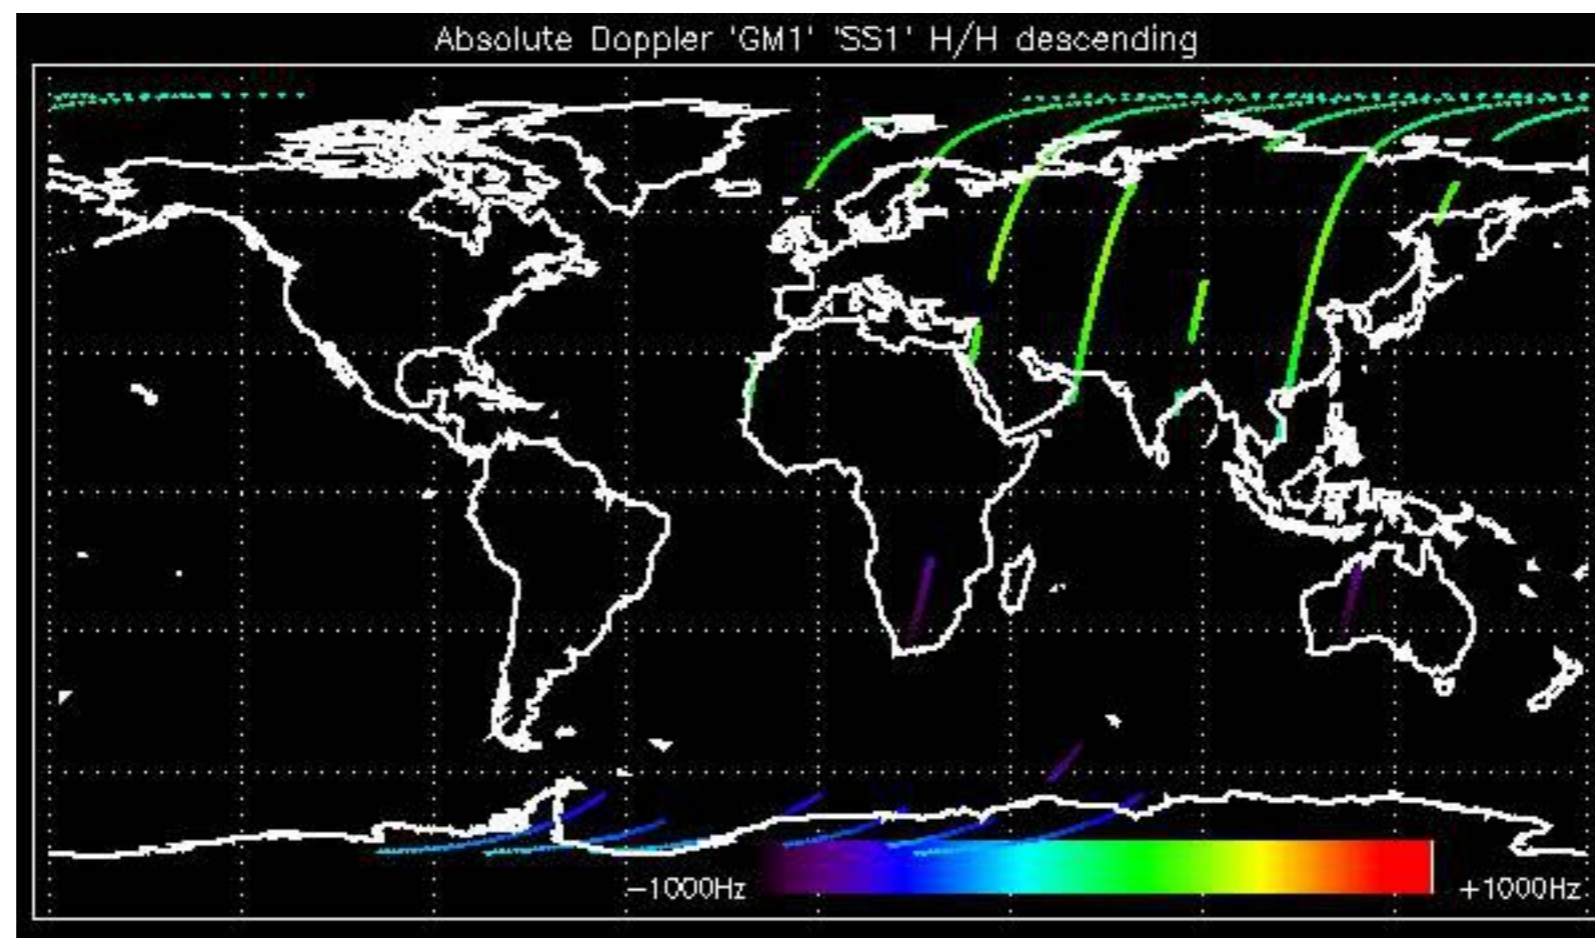 Absolute Doppler 'GM1' 'SS1' H/H descending
−1000Hz
+1000Hz